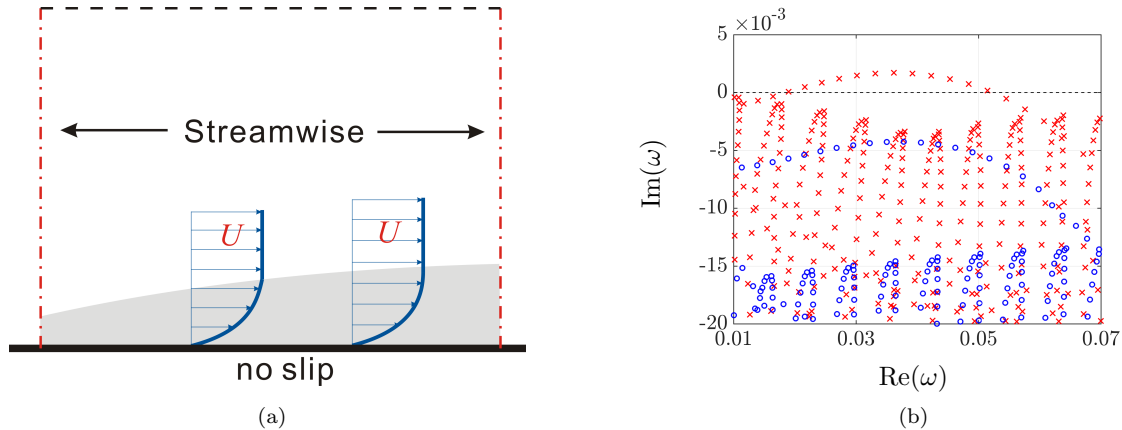 Streamwise
U
U
no slip
(a)
×10⁻³
5
0
-5
-10
-15
-20
0.01
0.03
0.05
0.07
Im(ω)
Re(ω)
(b)